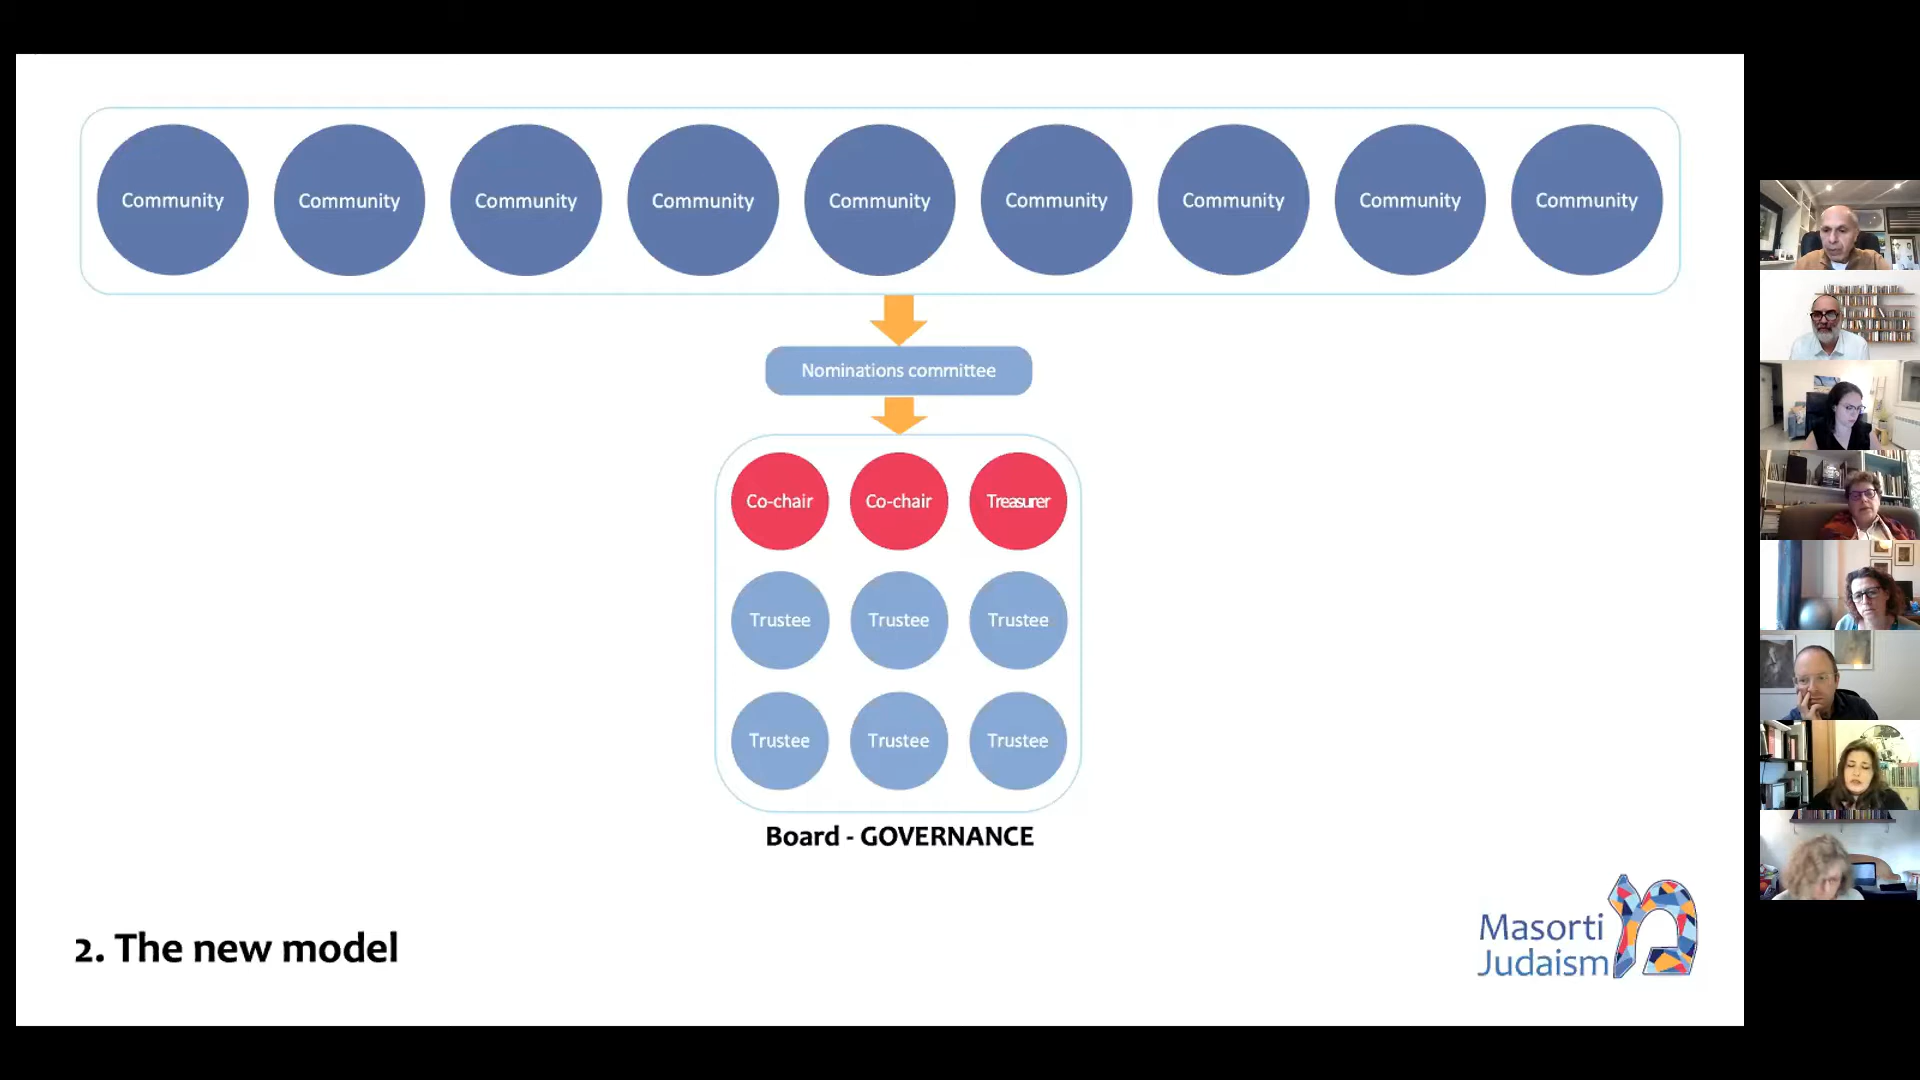 Community
Community
Community
Community
Community
Community
Community
Community
Community
Nominations committee
Co-chair
Co-chair
Treasurer
Trustee
Trustee
Trustee
Trustee
Trustee
Trustee
Board - GOVERNANCE
2. The new model
Masorti
Judaism